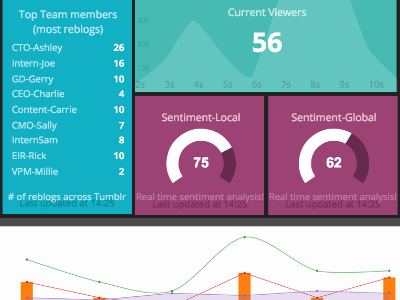 Top Team members
(most reblogs)
CTO-Ashley 26
Intern-Joe 16
GD-Gerry 10
CEO-Charlie 4
Content-Carrie 10
CMO-Sally 7
InternSam 8
EIR-Rick 10
VPM-Millie 2
# of reblogs across Tumblr
Last updated at 14:25
Current Viewers
56
300
200
100
2s 3s 4s 5s 6s 7s 8s 9s 10s
Sentiment-Local
75
Real time sentiment analysis!
Last updated at 14:25
Sentiment-Global
62
Real time sentiment analysis!
Last updated at 14:25